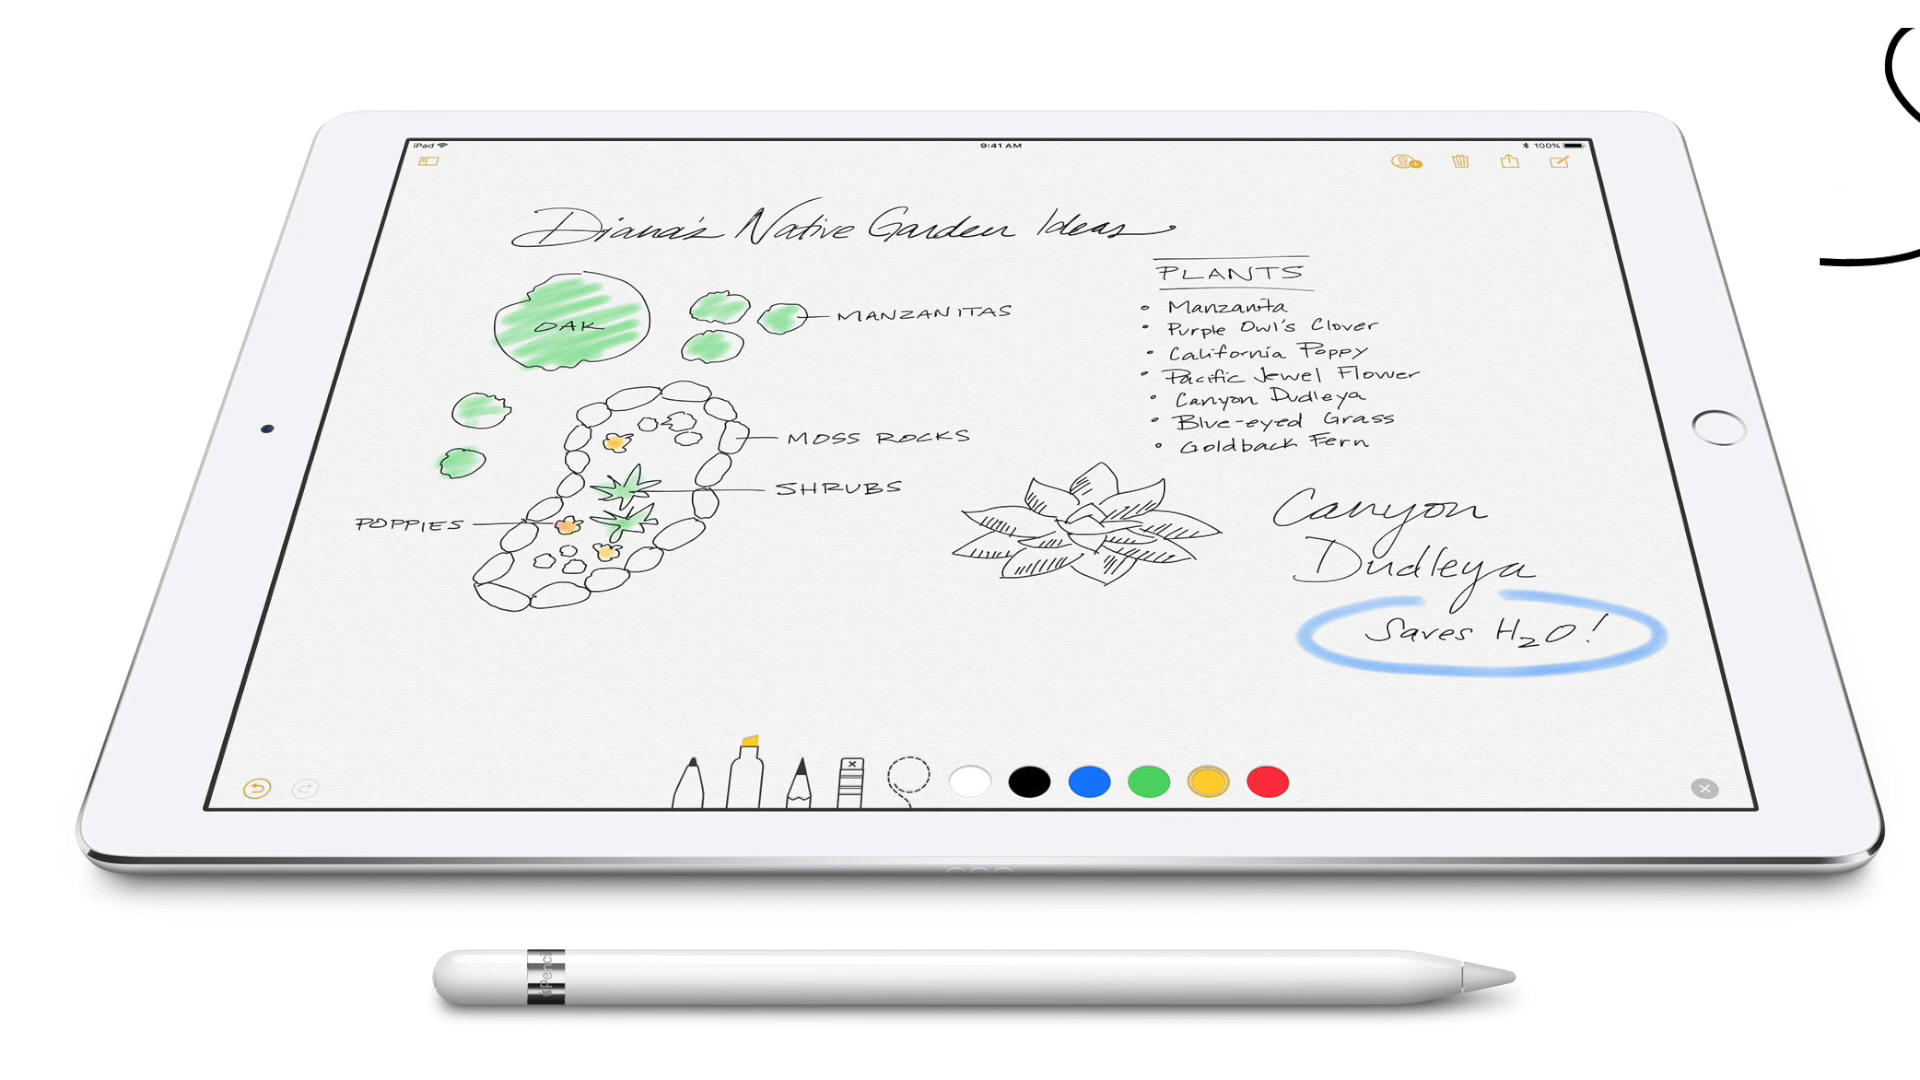 iPad
9:41 AM
100%
Diana's Native Garden Ideas
OAK
MANZANITAS
MOSS ROCKS
SHRUBS
POPPIES
PLANTS
• Manzanita
• Purple Owl's Clover
• California Poppy
• Pacific Jewel Flower
• Canyon Dudleya
• Blue-eyed Grass
• Goldback Fern
Canyon
Dudleya
Saves H₂O!
Pencil